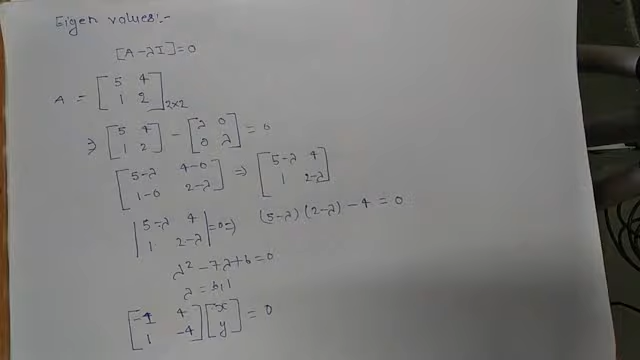 Eigen values:-
[A-λI]=0
A = [5 4 1 2]2×2
⇒ [5 4 1 2] - [λ 0 0 λ] = 0
[5-λ 4-0 1-0 2-λ] ⇒ [5-λ 4 1 2-λ]
|5-λ 4 1 2-λ| =0⇒ (5-λ) (2-λ) -4 = 0
λ² -7λ+6=0
λ = 6,1
[-1 4 1 -4] [x y] = 0